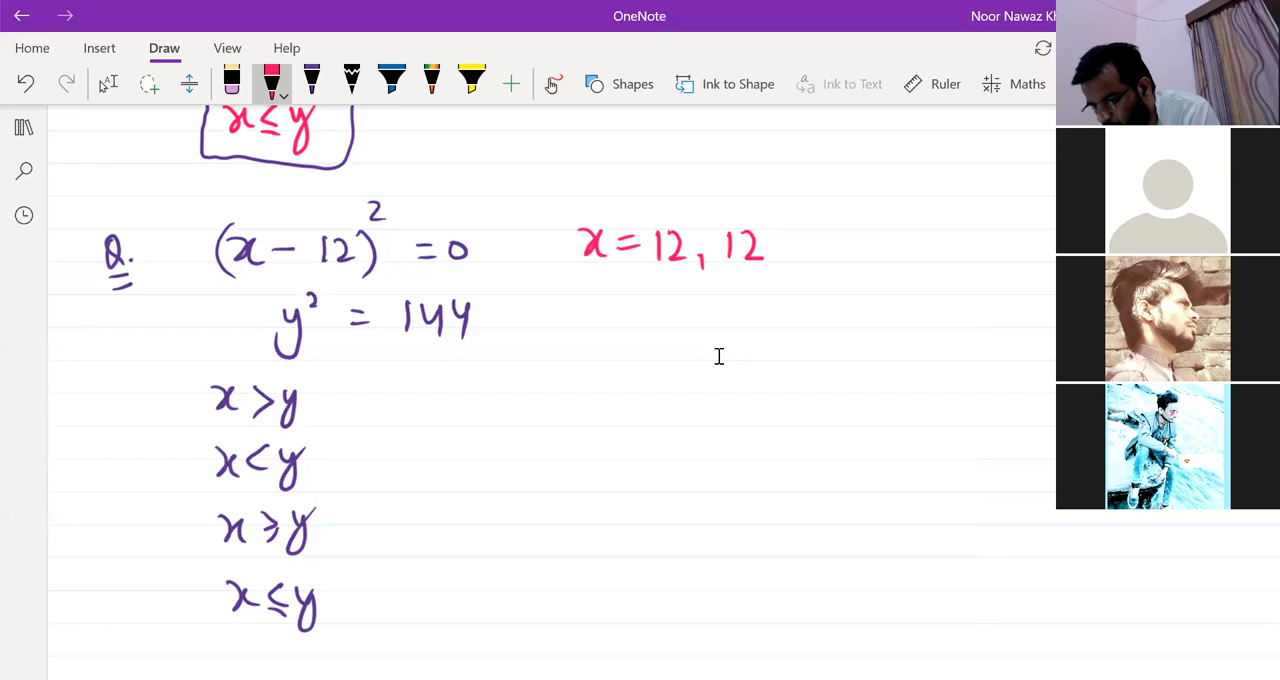 OneNote
Noor Nawaz Kh
Home Insert Draw View Help
Shapes Ink to Shape Ink to Text Ruler Maths
x ≤ y
Q. (x - 12)² = 0 x = 12, 12
y² = 144
x > y
x < y
x ≥ y
x ≤ y